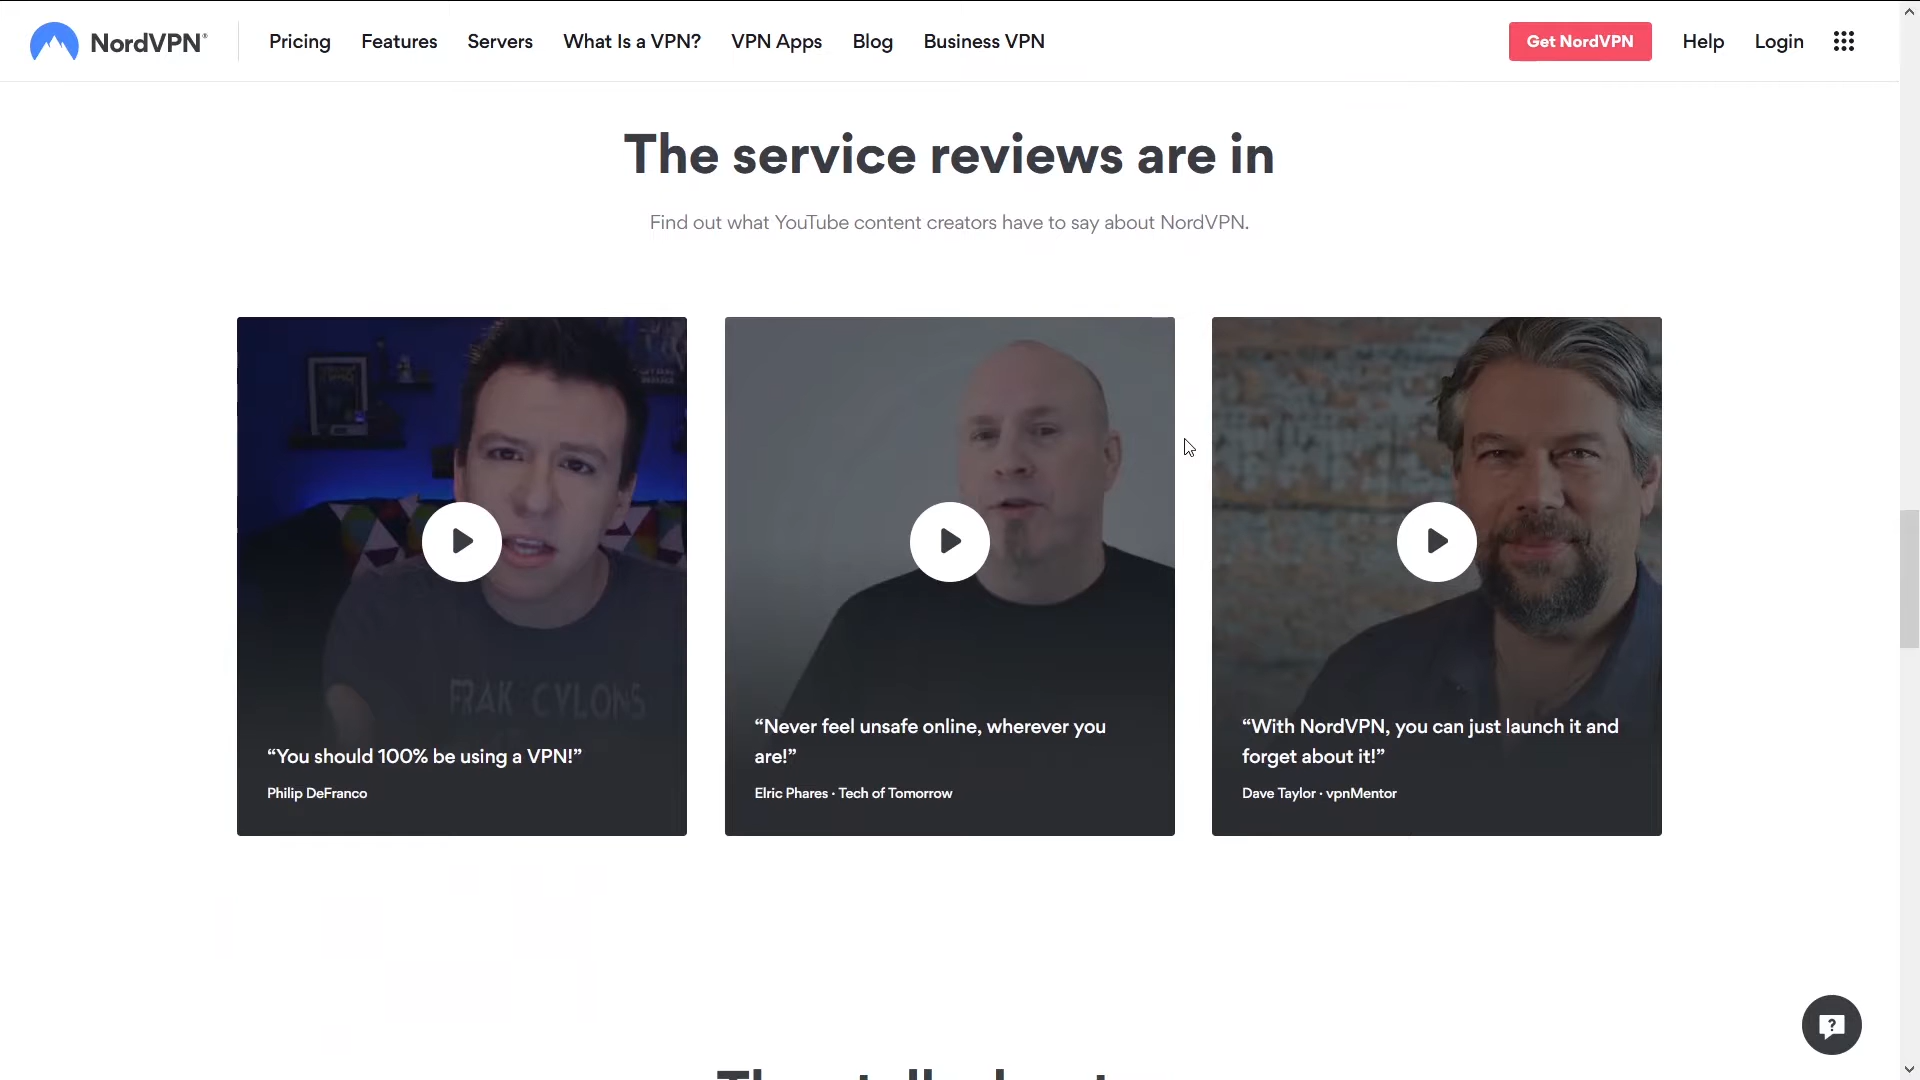 NordVPN®
Pricing
Features
Servers
What Is a VPN?
VPN Apps
Blog
Business VPN
Get NordVPN
Help
Login
The service reviews are in
Find out what YouTube content creators have to say about NordVPN.
FRAK CYLONS
“You should 100% be using a VPN!”
Philip DeFranco
“Never feel unsafe online, wherever you
are!”
Elric Phares · Tech of Tomorrow
“With NordVPN, you can just launch it and
forget about it!”
Dave Taylor · vpnMentor
?